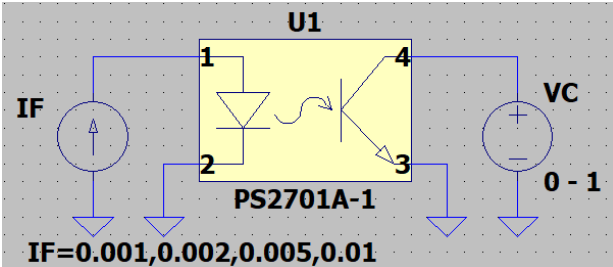 U1
1
4
IF
VC
2
3
0 - 1
PS2701A-1
IF=0.001,0.002,0.005,0.01